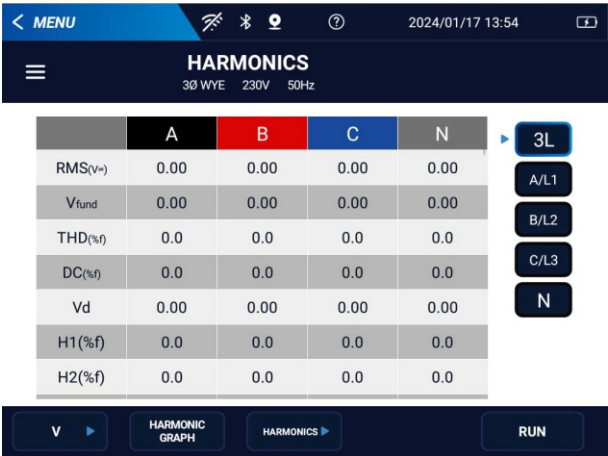 MENU
2024/01/17 13:54
HARMONICS
3Ø WYE 230V 50Hz
A B C N
RMS(V≂) 0.00 0.00 0.00 0.00
Vfund 0.00 0.00 0.00 0.00
THD(%f) 0.0 0.0 0.0 0.0
DC(%f) 0.0 0.0 0.0 0.0
Vd 0.00 0.00 0.00 0.00
H1(%f) 0.0 0.0 0.0 0.0
H2(%f) 0.0 0.0 0.0 0.0
3L
A/L1
B/L2
C/L3
N
V
HARMONIC
GRAPH
HARMONICS
RUN